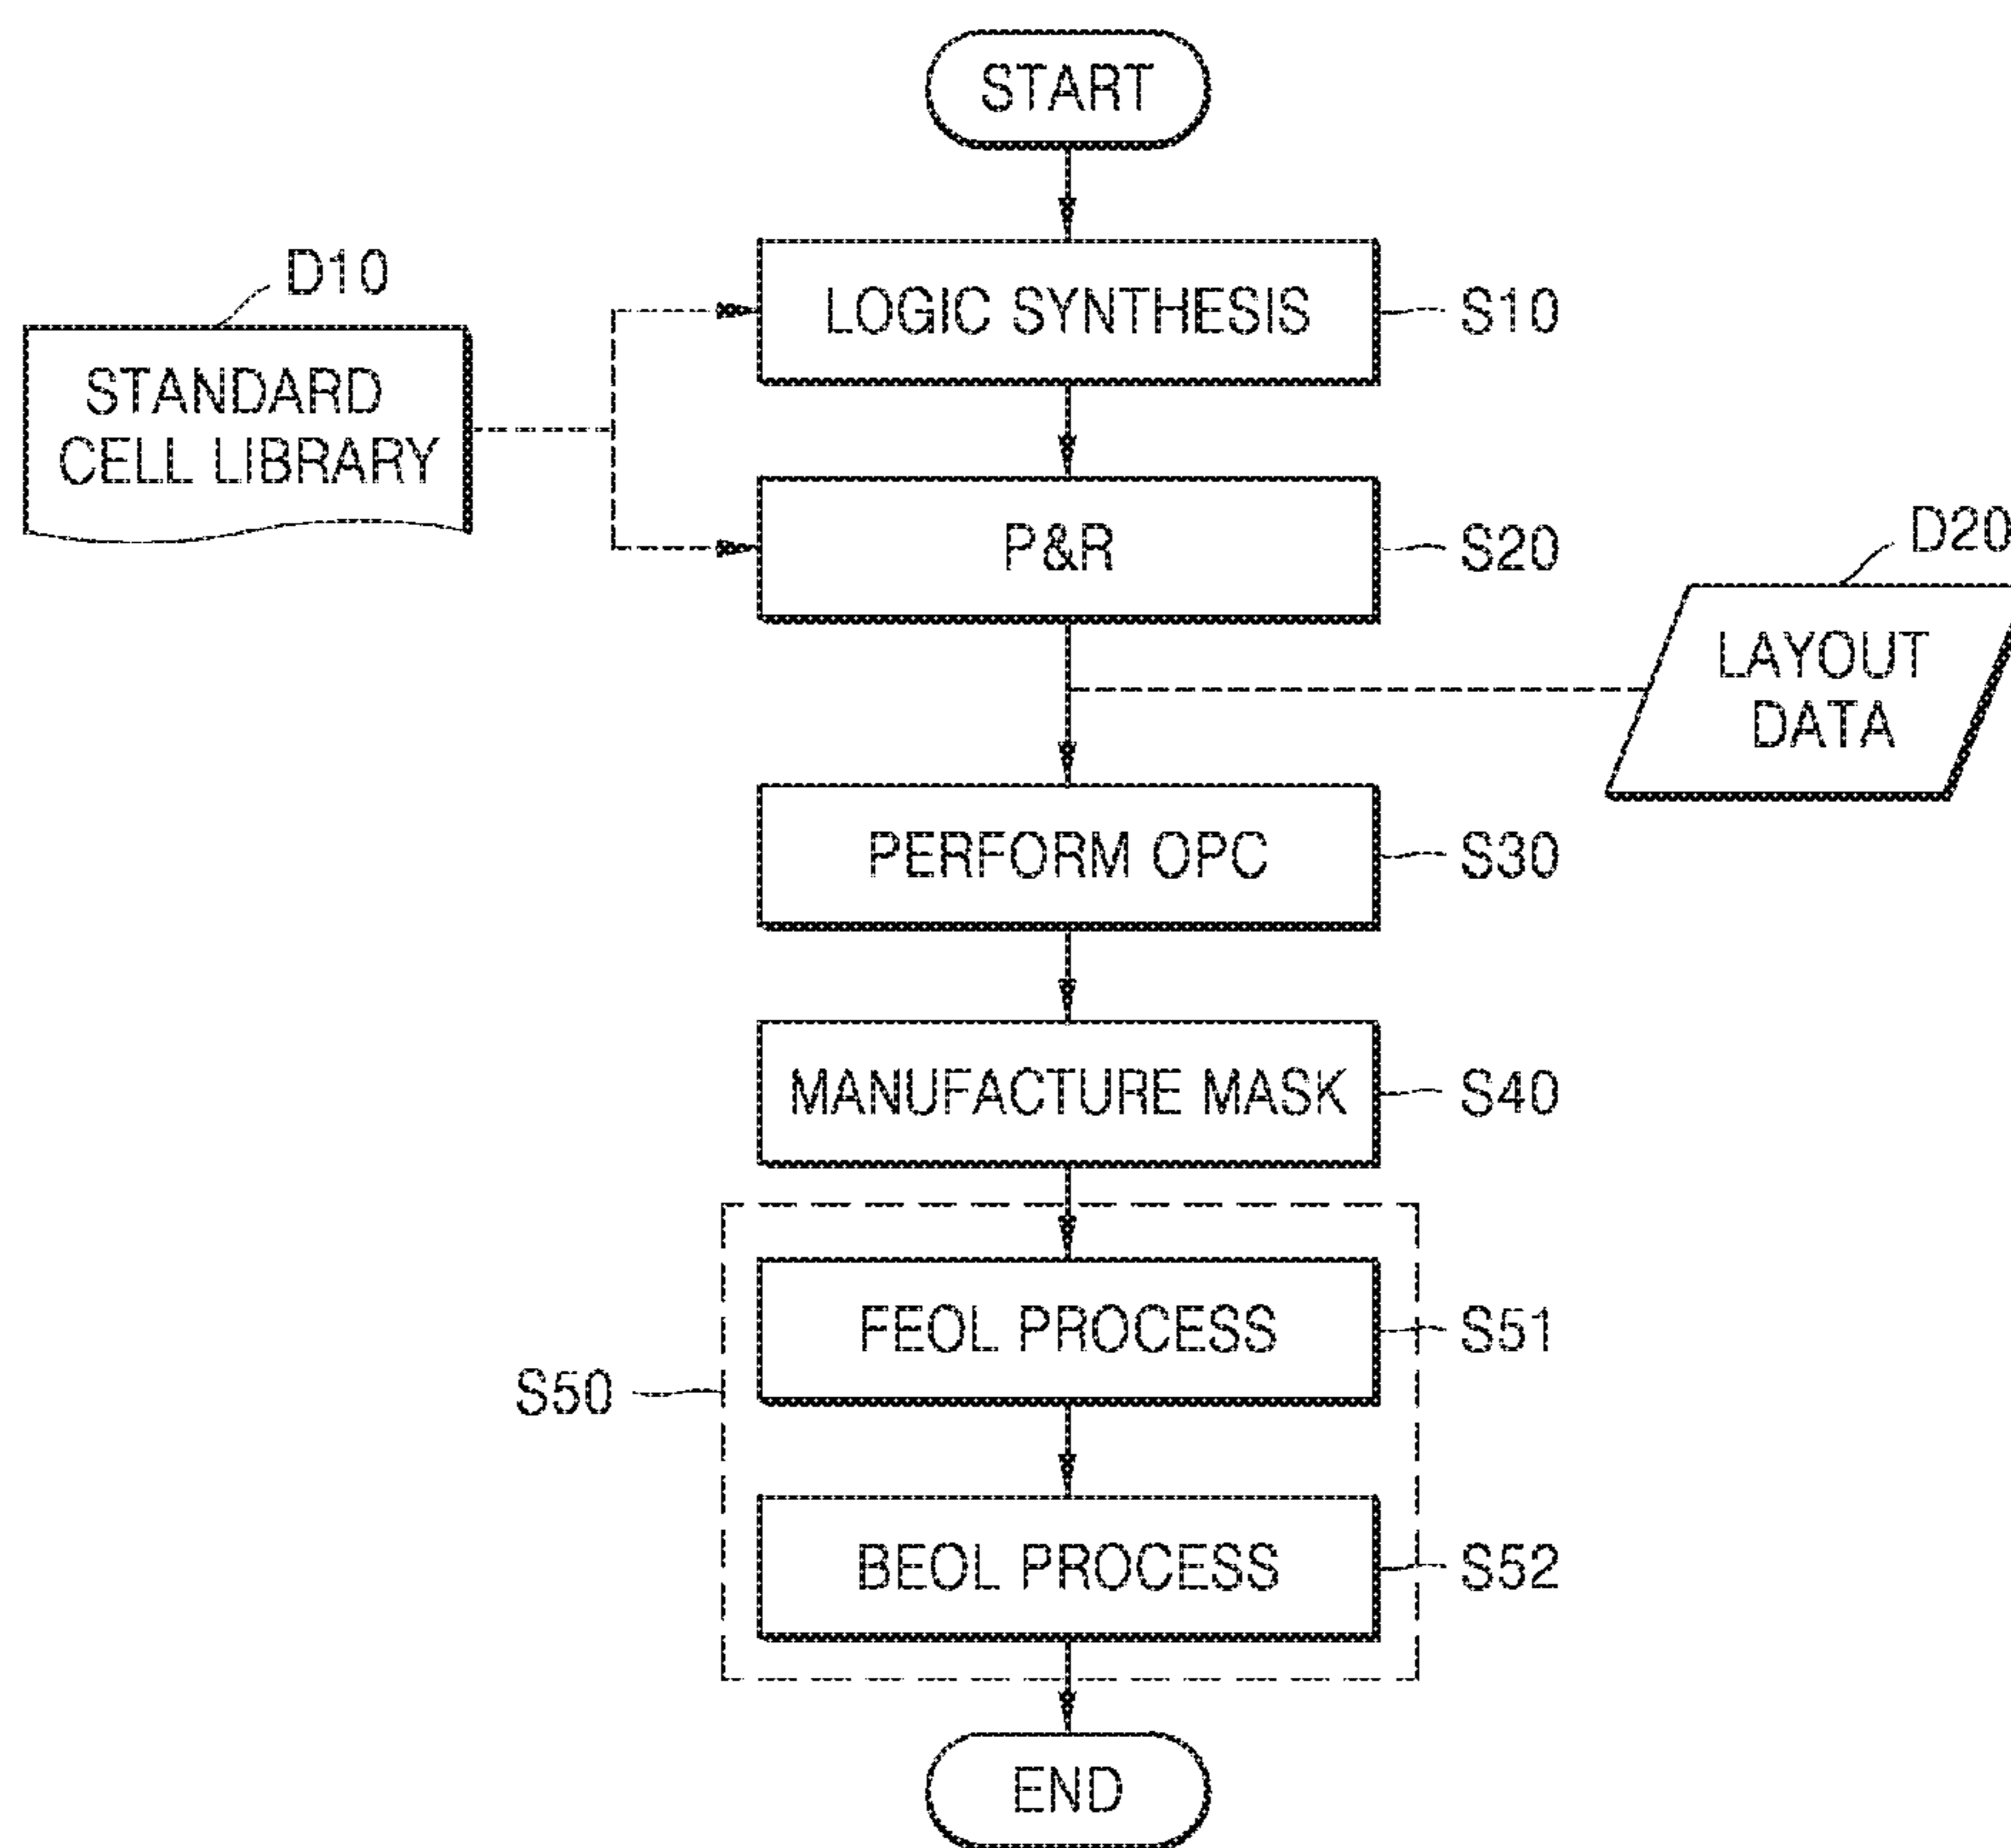 START
D10
STANDARD
CELL LIBRARY
LOGIC SYNTHESIS
S10
P&R
S20
D20
LAYOUT
DATA
PERFORM OPC
S30
MANUFACTURE MASK
S40
S50
FEOL PROCESS
S51
BEOL PROCESS
S52
END